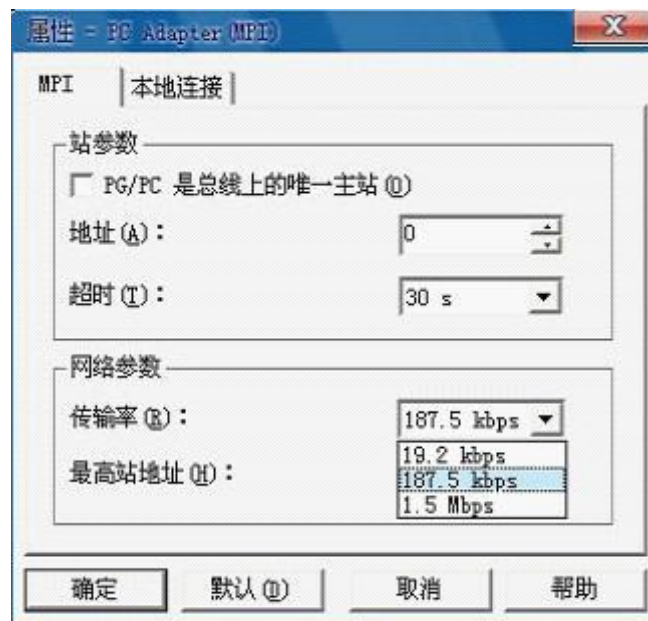 属性 - PC Adapter(MPI)
MPI 本地连接
站参数
PG/PC 是总线上的唯一主站(O)
地址(A)： 0
超时(T)： 30 s
网络参数
传输率(R)： 187.5 kbps
19.2 kbps
最高站地址(H)： 187.5 kbps
1.5 Mbps
确定 默认(D) 取消 帮助